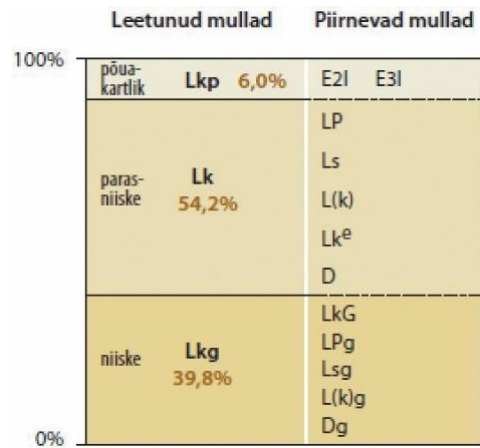 Leetunud mullad Piirnevad mullad
100%
põua-
kartlik Lkp 6,0% E2l E3l
LP
Ls
paras-
niiske Lk
54,2%
L(k)
Lkᵉ
D
LkG
LPg
niiske Lkg
39,8%
Lsg
L(k)g
Dg
0%